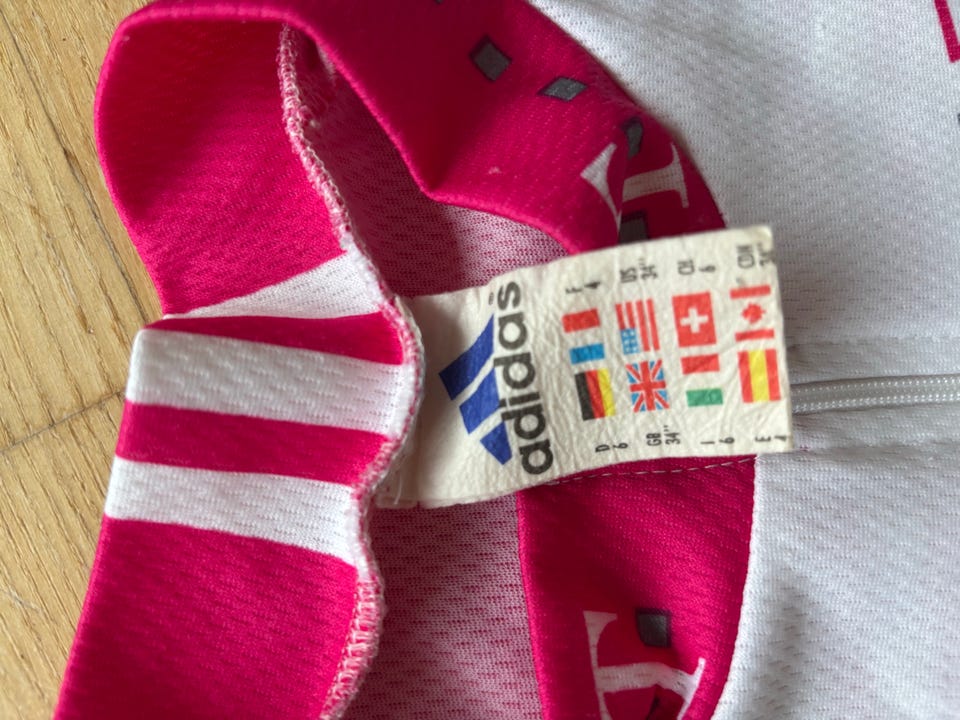 adidas
D F
6 4
GB US
34" 34"
I CH
6 6
E CDN
4 34"
T
T